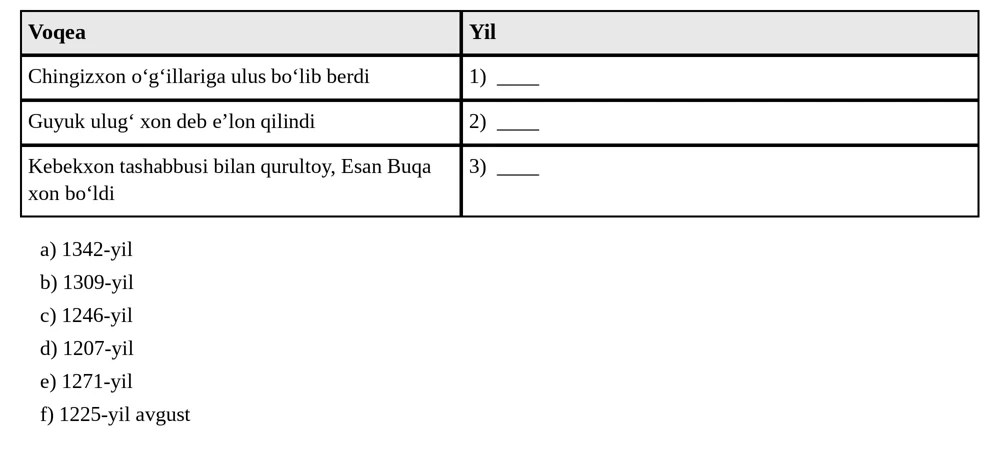 Voqea
Yil
Chingizxon o‘g‘illariga ulus bo‘lib berdi
1) ____
Guyuk ulug‘ xon deb e’lon qilindi
2) ____
Kebekxon tashabbusi bilan qurultoy, Esan Buqa
xon bo‘ldi
3) ____
a) 1342-yil
b) 1309-yil
c) 1246-yil
d) 1207-yil
e) 1271-yil
f) 1225-yil avgust